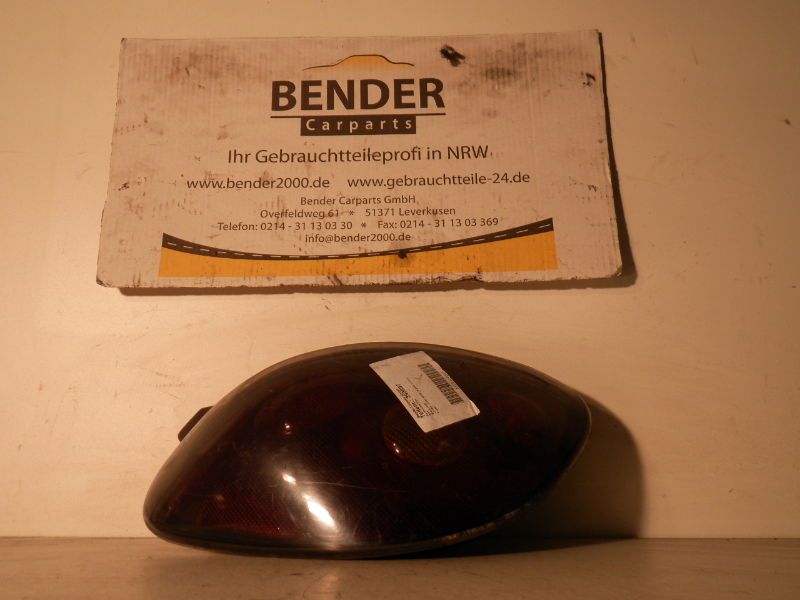 BENDER
Carparts
Ihr Gebrauchtteileprofi in NRW
www.bender2000.de www.gebrauchtteile-24.de
Bender Carparts GmbH
Overfeldweg 61 * 51371 Leverkusen
Telefon: 0214 - 31 13 03 30 * Fax: 0214 - 31 13 03 369
info@bender2000.de